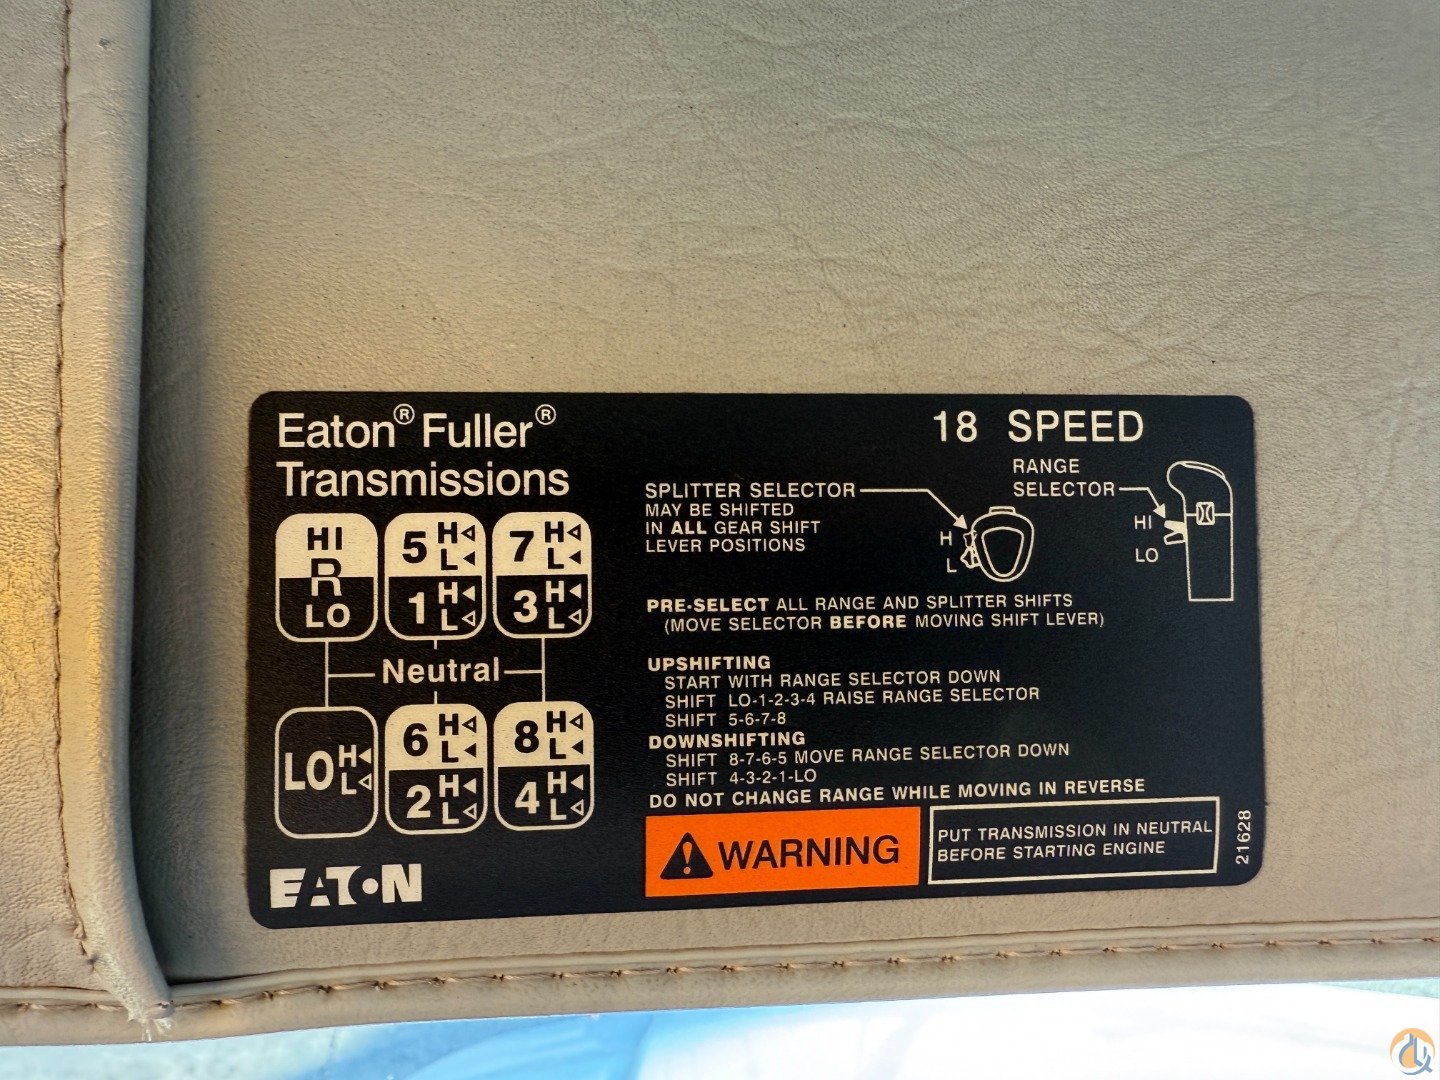 Eaton® Fuller®
Transmissions
18 SPEED
RANGE
SELECTOR
HI
LO
SPLITTER SELECTOR
MAY BE SHIFTED
IN ALL GEAR SHIFT
LEVER POSITIONS
H
L
HI
R
LO
5 H
L
1 H
L
7 H
L
3 H
L
Neutral
LO H
L
6 H
L
2 H
L
8 H
L
4 H
L
PRE-SELECT ALL RANGE AND SPLITTER SHIFTS
(MOVE SELECTOR BEFORE MOVING SHIFT LEVER)
UPSHIFTING
START WITH RANGE SELECTOR DOWN
SHIFT LO-1-2-3-4 RAISE RANGE SELECTOR
SHIFT 5-6-7-8
DOWNSHIFTING
SHIFT 8-7-6-5 MOVE RANGE SELECTOR DOWN
SHIFT 4-3-2-1-LO
DO NOT CHANGE RANGE WHILE MOVING IN REVERSE
WARNING
PUT TRANSMISSION IN NEUTRAL
BEFORE STARTING ENGINE
21628
EATON